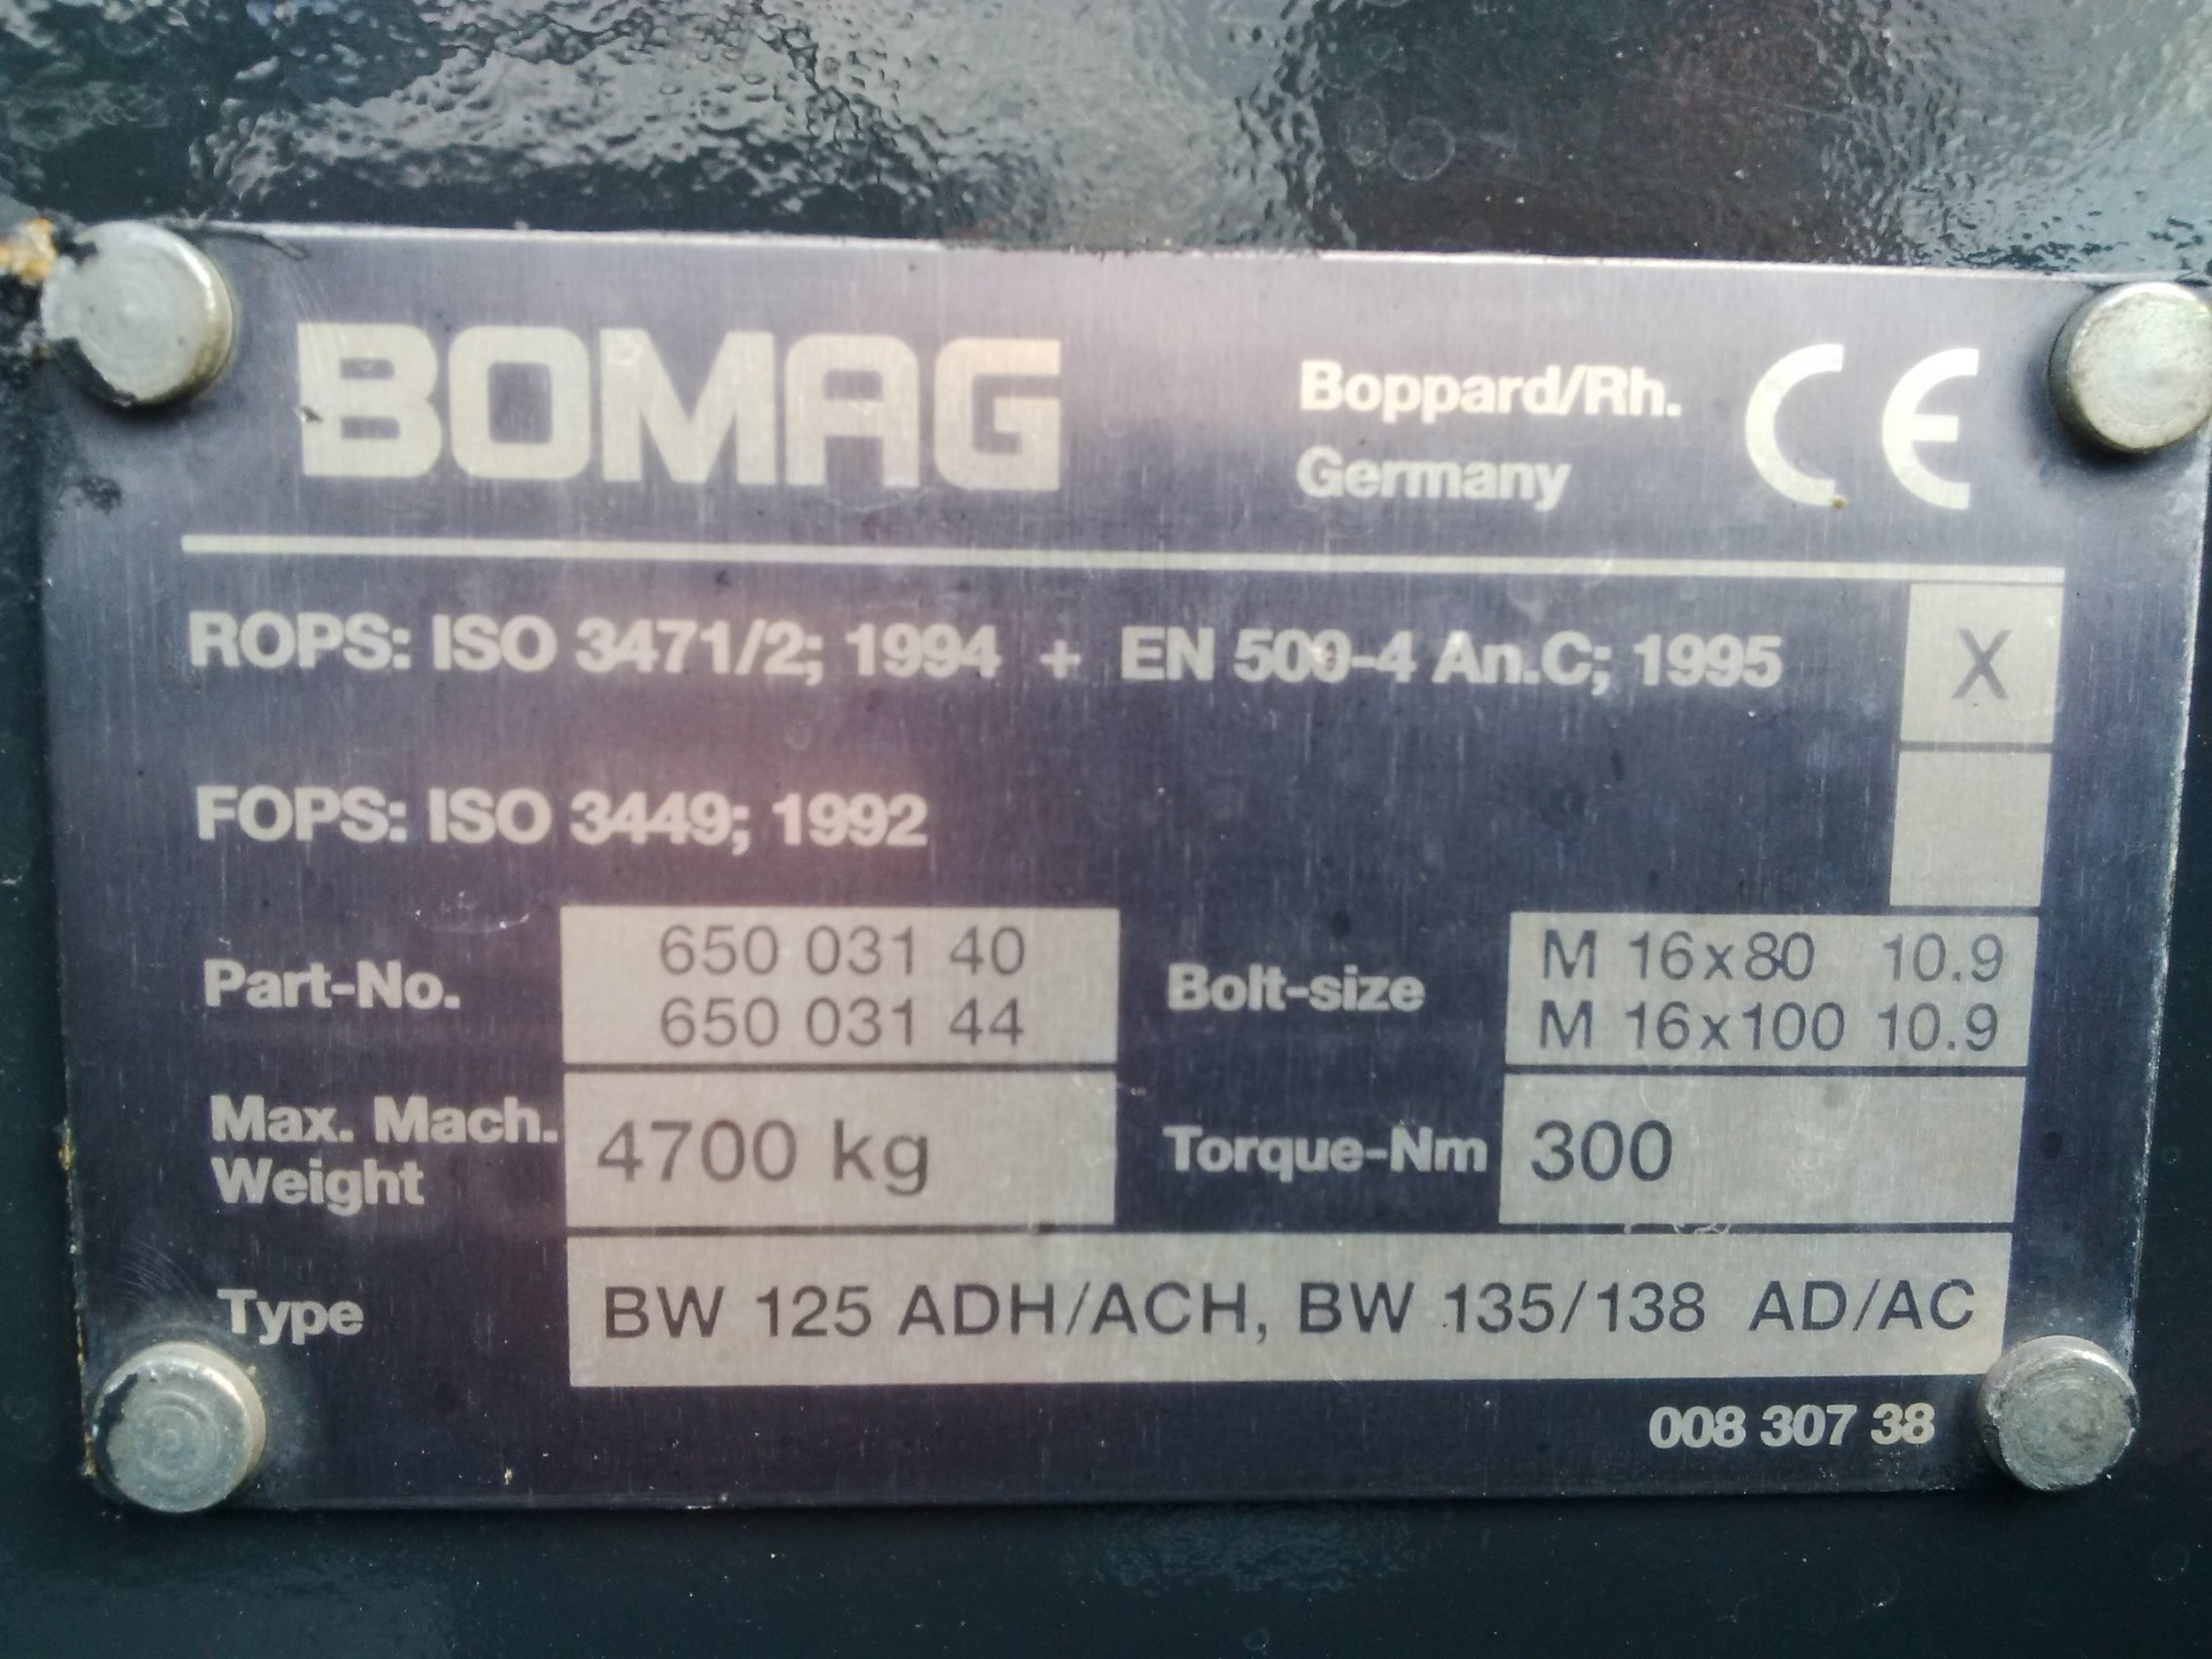 BOMAG
Boppard/Rh.
Germany
CE
ROPS: ISO 3471/2; 1994 + EN 500-4 An.C; 1995 X
FOPS: ISO 3449; 1992
Part-No.
650 031 40
650 031 44
Bolt-size
M 16x80 10.9
M 16x100 10.9
Max. Mach.
Weight
4700 kg
Torque-Nm 300
Type BW 125 ADH/ACH, BW 135/138 AD/AC
008 307 38